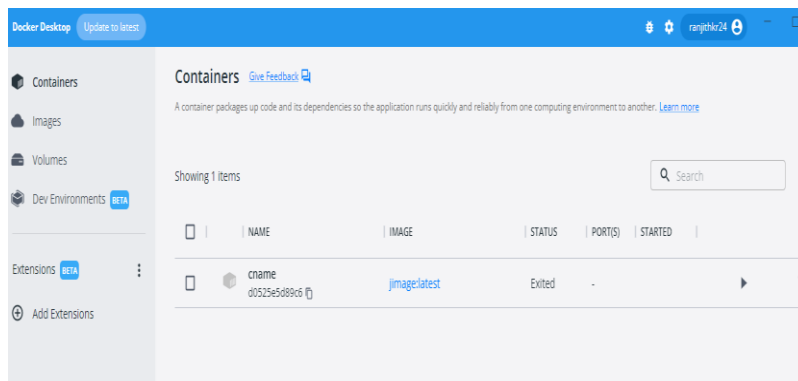 Docker Desktop Update to latest ranjithkr24
Containers
Images
Volumes
Dev Environments BETA
Extensions BETA
Add Extensions
Containers Give Feedback
A container packages up code and its dependencies so the application runs quickly and reliably from one computing environment to another. Learn more
Showing 1 items
Search
NAME IMAGE STATUS PORT(S) STARTED
cname
d0525e5d89c6
jimage:latest Exited -